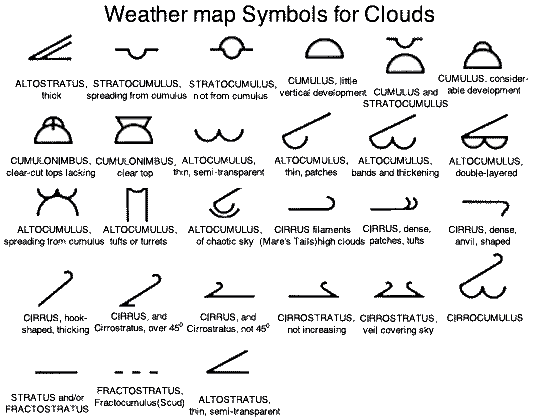 Weather map Symbols for Clouds
ALTOSTRATUS,
thick
STRATOCUMULUS,
spreading from cumulus
STRATOCUMULUS,
not from cumulus
CUMULUS, little
vertical development
CUMULUS and
STRATOCUMULUS
CUMULUS, consider-
able development
CUMULONIMBUS,
clear-cut tops lacking
CUMULONIMBUS,
clear top
ALTOCUMULUS,
thin, semi-transparent
ALTOCUMULUS,
thin, patches
ALTOCUMULUS,
bands and thickening
ALTOCUMULUS,
double-layered
ALTOCUMULUS,
spreading from cumulus
ALTOCUMULUS,
tufts or turrets
ALTOCUMULUS,
of chaotic sky
CIRRUS filaments
(Mare's Tails)high clouds
CIRRUS, dense,
patches, tufts
CIRRUS, dense,
anvil, shaped
CIRRUS, hook-
shaped, thicking
CIRRUS, and
Cirrostratus, over 45⁰
CIRRUS, and
Cirrostratus, not 45⁰
CIRROSTRATUS,
not increasing
CIRROSTRATUS,
veil covering sky
CIRROCUMULUS
STRATUS and/or
FRACTOSTRATUS
FRACTOSTRATUS,
Fractocumulus(Scud)
ALTOSTRATUS,
thin, semi-transparent